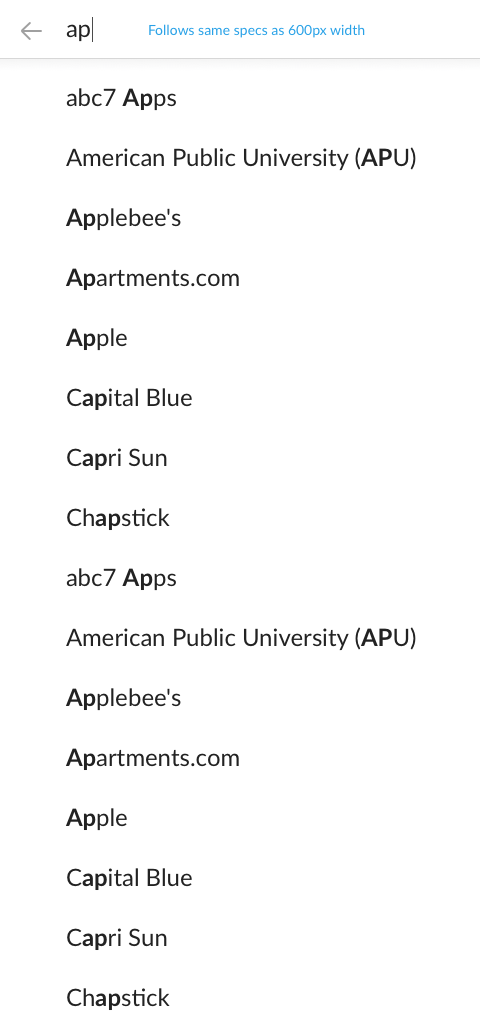 ap
Follows same specs as 600px width
abc7 Apps
American Public University (APU)
Applebee's
Apartments.com
Apple
Capital Blue
Capri Sun
Chapstick
abc7 Apps
American Public University (APU)
Applebee's
Apartments.com
Apple
Capital Blue
Capri Sun
Chapstick